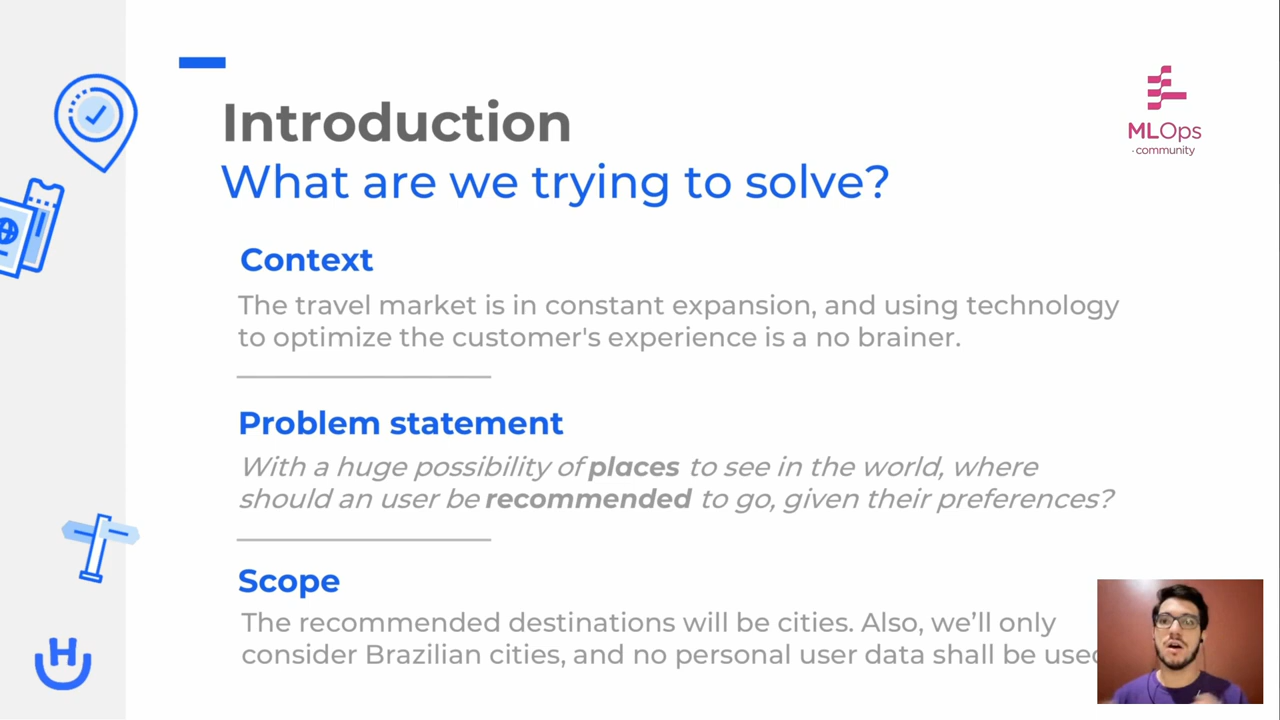 Introduction
What are we trying to solve?
MLOps
community
Context
The travel market is in constant expansion, and using technology
to optimize the customer's experience is a no brainer.
Problem statement
With a huge possibility of places to see in the world, where
should an user be recommended to go, given their preferences?
Scope
The recommended destinations will be cities. Also, we’ll only
consider Brazilian cities, and no personal user data shall be used
H